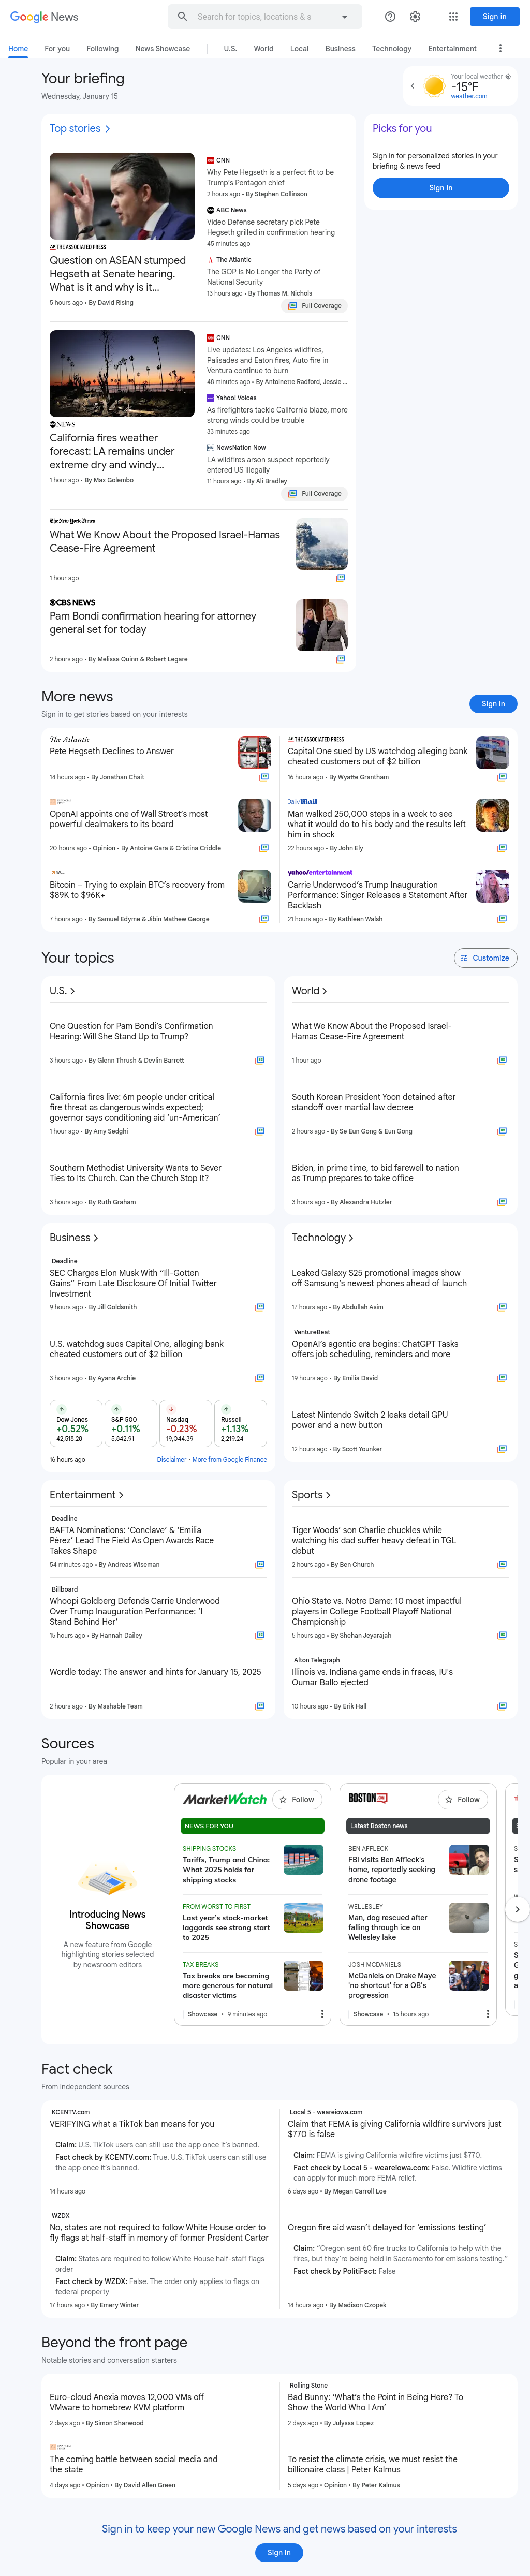 Google News
Search for topics, locations & s
Sign in
Home
For you
Following
News Showcase
U.S.
World
Local
Business
Technology
Entertainment
Your briefing
Wednesday, January 15
Your local weather
-15°F
weather.com
Top stories
THE ASSOCIATED PRESS
Question on ASEAN stumped
Hegseth at Senate hearing.
What is it and why is it...
5 hours ago • By David Rising
CNN
Why Pete Hegseth is a perfect fit to be
Trump's Pentagon chief
2 hours ago • By Stephen Collinson
ABC News
Video Defense secretary pick Pete
Hegseth grilled in confirmation hearing
45 minutes ago
The Atlantic
The GOP Is No Longer the Party of
National Security
13 hours ago • By Thomas M. Nichols
Full Coverage
Picks for you
Sign in for personalized stories in your
briefing & news feed
Sign in
NEWS
California fires weather
forecast: LA remains under
extreme dry and windy...
1 hour ago • By Max Golembo
CNN
Live updates: Los Angeles wildfires,
Palisades and Eaton fires, Auto fire in
Ventura continue to burn
48 minutes ago • By Antoinette Radford, Jessie ...
Yahoo! Voices
As firefighters tackle California blaze, more
strong winds could be trouble
33 minutes ago
NewsNation Now
LA wildfires arson suspect reportedly
entered US illegally
11 hours ago • By Ali Bradley
Full Coverage
The New York Times
What We Know About the Proposed Israel-Hamas
Cease-Fire Agreement
1 hour ago
CBS NEWS
Pam Bondi confirmation hearing for attorney
general set for today
2 hours ago • By Melissa Quinn & Robert Legare
More news
Sign in to get stories based on your interests
Sign in
The Atlantic
Pete Hegseth Declines to Answer
14 hours ago • By Jonathan Chait
THE ASSOCIATED PRESS
Capital One sued by US watchdog alleging bank
cheated customers out of $2 billion
16 hours ago • By Wyatte Grantham
OpenAI appoints one of Wall Street's most
powerful dealmakers to its board
20 hours ago • Opinion • By Antoine Gara & Cristina Criddle
Daily Mail
Man walked 250,000 steps in a week to see
what it would do to his body and the results left
him in shock
22 hours ago • By John Ely
Bitcoin – Trying to explain BTC's recovery from
$89K to $96K+
7 hours ago • By Samuel Edyme & Jibin Mathew George
yahoo!entertainment
Carrie Underwood's Trump Inauguration
Performance: Singer Releases a Statement After
Backlash
21 hours ago • By Kathleen Walsh
Your topics
Customize
U.S.
One Question for Pam Bondi's Confirmation
Hearing: Will She Stand Up to Trump?
3 hours ago • By Glenn Thrush & Devlin Barrett
California fires live: 6m people under critical
fire threat as dangerous winds expected;
governor says conditioning aid 'un-American'
1 hour ago • By Amy Sedghi
Southern Methodist University Wants to Sever
Ties to Its Church. Can the Church Stop It?
3 hours ago • By Ruth Graham
World
What We Know About the Proposed Israel-
Hamas Cease-Fire Agreement
1 hour ago
South Korean President Yoon detained after
standoff over martial law decree
2 hours ago • By Se Eun Gong & Eun Gong
Biden, in prime time, to bid farewell to nation
as Trump prepares to take office
3 hours ago • By Alexandra Hutzler
Business
Deadline
SEC Charges Elon Musk With "Ill-Gotten
Gains" From Late Disclosure Of Initial Twitter
Investment
9 hours ago • By Jill Goldsmith
U.S. watchdog sues Capital One, alleging bank
cheated customers out of $2 billion
3 hours ago • By Ayana Archie
Dow Jones
+0.52%
42,518.28
S&P 500
+0.11%
5,842.91
Nasdaq
-0.23%
19,044.39
Russell
+1.13%
2,219.24
16 hours ago
Disclaimer • More from Google Finance
Technology
Leaked Galaxy S25 promotional images show
off Samsung's newest phones ahead of launch
17 hours ago • By Abdullah Asim
VentureBeat
OpenAI's agentic era begins: ChatGPT Tasks
offers job scheduling, reminders and more
19 hours ago • By Emilia David
Latest Nintendo Switch 2 leaks detail GPU
power and a new button
12 hours ago • By Scott Younker
Entertainment
Deadline
BAFTA Nominations: 'Conclave' & 'Emilia
Pérez' Lead The Field As Open Awards Race
Takes Shape
54 minutes ago • By Andreas Wiseman
Billboard
Whoopi Goldberg Defends Carrie Underwood
Over Trump Inauguration Performance: 'I
Stand Behind Her'
15 hours ago • By Hannah Dailey
Wordle today: The answer and hints for January 15, 2025
2 hours ago • By Mashable Team
Sports
Tiger Woods' son Charlie chuckles while
watching his dad suffer heavy defeat in TGL
debut
2 hours ago • By Ben Church
Ohio State vs. Notre Dame: 10 most impactful
players in College Football Playoff National
Championship
5 hours ago • By Shehan Jeyarajah
Alton Telegraph
Illinois vs. Indiana game ends in fracas, IU's
Oumar Ballo ejected
10 hours ago • By Erik Hall
Sources
Popular in your area
Introducing News
Showcase
A new feature from Google
highlighting stories selected
by newsroom editors
MarketWatch
Follow
NEWS FOR YOU
SHIPPING STOCKS
Tariffs, Trump and China:
What 2025 holds for
shipping stocks
FROM WORST TO FIRST
Last year's stock-market
laggards see strong start
to 2025
TAX BREAKS
Tax breaks are becoming
more generous for natural
disaster victims
Showcase • 9 minutes ago
BOSTON.COM
Follow
Latest Boston news
BEN AFFLECK
FBI visits Ben Affleck's
home, reportedly seeking
drone footage
WELLESLEY
Man, dog rescued after
falling through ice on
Wellesley lake
JOSH MCDANIELS
McDaniels on Drake Maye
'no shortcut' for a QB's
progression
Showcase • 15 hours ago
Fact check
From independent sources
KCENTV.com
VERIFYING what a TikTok ban means for you
Claim: U.S. TikTok users can still use the app once it's banned.
Fact check by KCENTV.com: True. U.S. TikTok users can still use
the app once it's banned.
14 hours ago
Local 5 - weareiowa.com
Claim that FEMA is giving California wildfire survivors just
$770 is false
Claim: FEMA is giving California wildfire victims just $770.
Fact check by Local 5 - weareiowa.com: False. Wildfire victims
can apply for much more FEMA relief.
6 days ago • By Megan Carroll Loe
WZDX
No, states are not required to follow White House order to
fly flags at half-staff in memory of former President Carter
Claim: States are required to follow White House half-staff flags
order
Fact check by WZDX: False. The order only applies to flags on
federal property
17 hours ago • By Emery Winter
Oregon fire aid wasn't delayed for 'emissions testing'
Claim: "Oregon sent 60 fire trucks to California to help with the
fires, but they're being held in Sacramento for emissions testing."
Fact check by PolitiFact: False
14 hours ago • By Madison Czopek
Beyond the front page
Notable stories and conversation starters
Euro-cloud Anexia moves 12,000 VMs off
VMware to homebrew KVM platform
2 days ago • By Simon Sharwood
Rolling Stone
Bad Bunny: 'What's the Point in Being Here? To
Show the World Who I Am'
2 days ago • By Julyssa Lopez
The coming battle between social media and
the state
4 days ago • Opinion • By David Allen Green
To resist the climate crisis, we must resist the
billionaire class | Peter Kalmus
5 days ago • Opinion • By Peter Kalmus
Sign in to keep your new Google News and get news based on your interests
Sign in